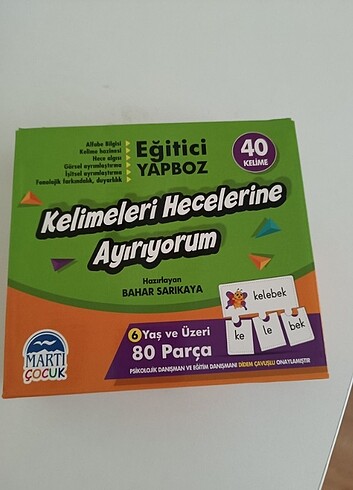 Alfabe Bilgisi
Kelime hazinesi
Hece algısı
Görsel ayrımlaştırma
İşitsel ayrımlaştırma
Fonolojik farkındalık, duyarlılık
Eğitici
YAPBOZ
40
KELİME
Kelimeleri Hecelerine
Ayırıyorum
Hazırlayan
BAHAR SARIKAYA
kelebek
ke le bek
6 Yaş ve Üzeri
80 Parça
PSİKOLOJİK DANIŞMAN VE EĞİTİM DANIŞMANI DİDEM ÇAVUŞLU ONAYLAMIŞTIR
MARTI
ÇOCUK